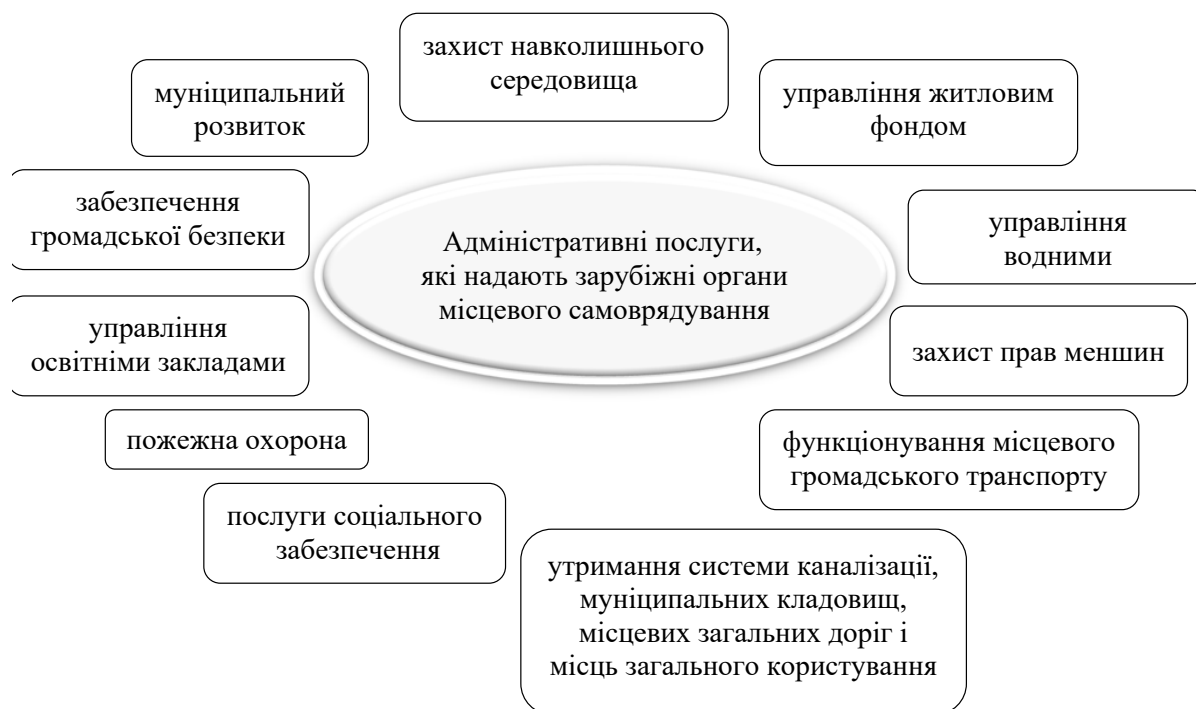 захист навколишнього
середовища
муніципальний
розвиток
управління житловим
фондом
забезпечення
громадської безпеки
управління
водними
Адміністративні послуги,
які надають зарубіжні органи
місцевого самоврядування
управління
освітніми закладами
захист прав меншин
пожежна охорона
функціонування місцевого
громадського транспорту
послуги соціального
забезпечення
утримання системи каналізації,
муніципальних кладовищ,
місцевих загальних доріг і
місць загального користування